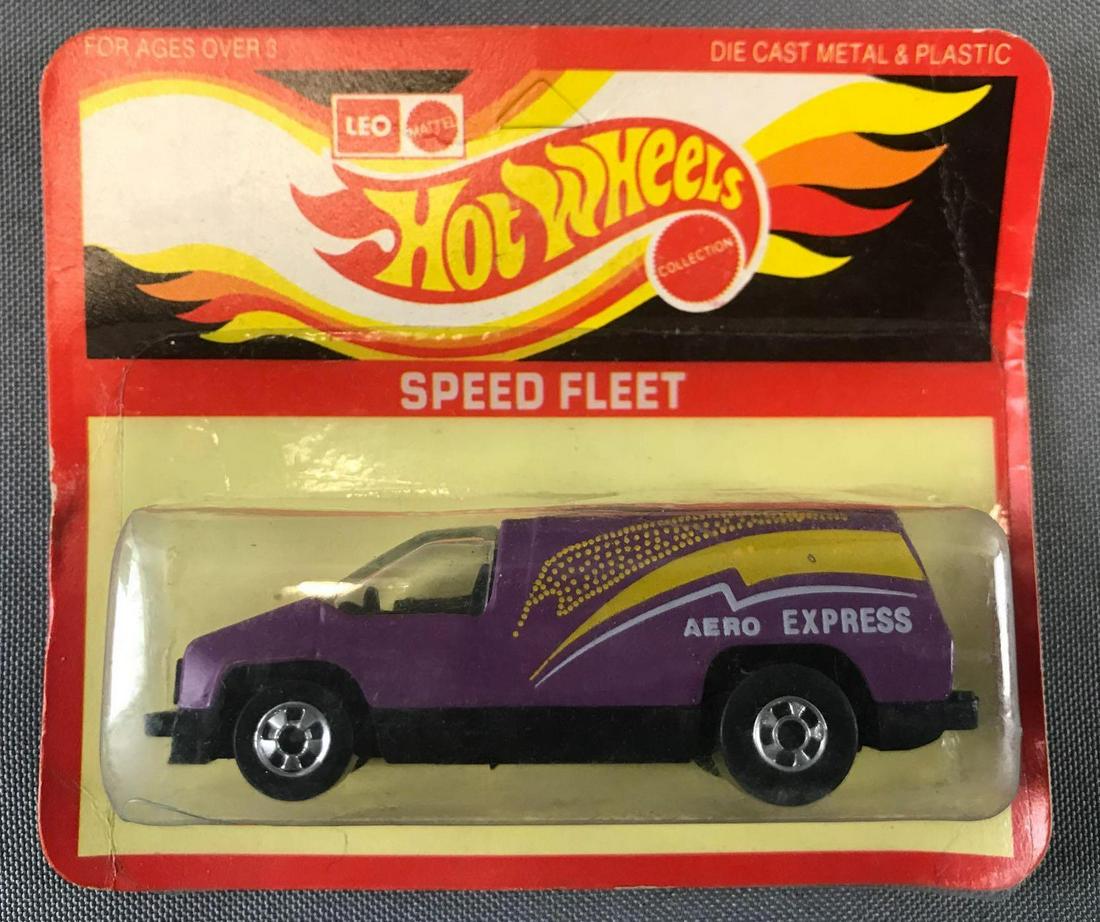 FOR AGES OVER 3
DIE CAST METAL & PLASTIC
LEO
MATTEL
Hot Wheels
COLLECTION
SPEED FLEET
AERO EXPRESS